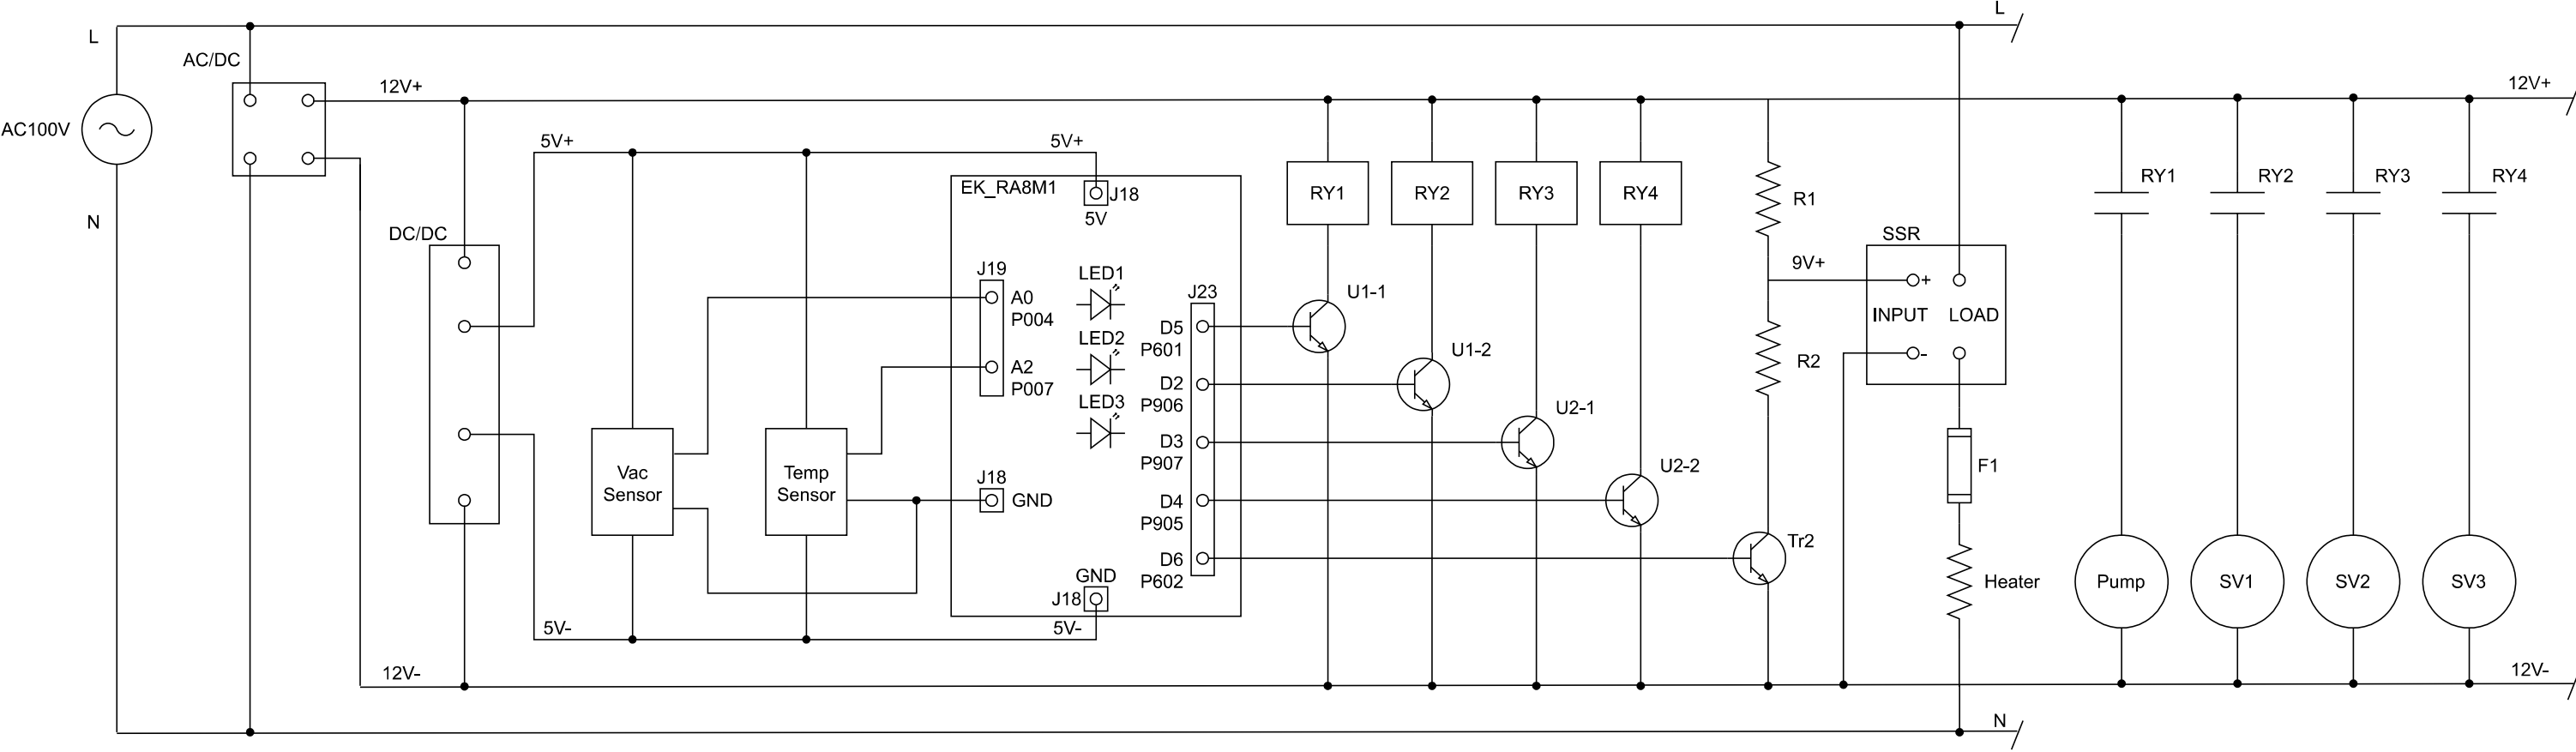 L
L
AC/DC
12V+
12V+
AC100V
5V+
5V+
N
DC/DC
EK_RA8M1
J18
5V
J19
A0
P004
A2
P007
LED1
LED2
LED3
J23
D5
P601
D2
P906
D3
P907
D4
P905
D6
P602
Vac
Sensor
Temp
Sensor
J18
GND
GND
J18
5V-
5V-
12V-
RY1
RY2
RY3
RY4
U1-1
U1-2
U2-1
U2-2
Tr2
R1
9V+
R2
SSR
+
INPUT
LOAD
-
F1
Heater
RY1
RY2
RY3
RY4
Pump
SV1
SV2
SV3
12V-
N